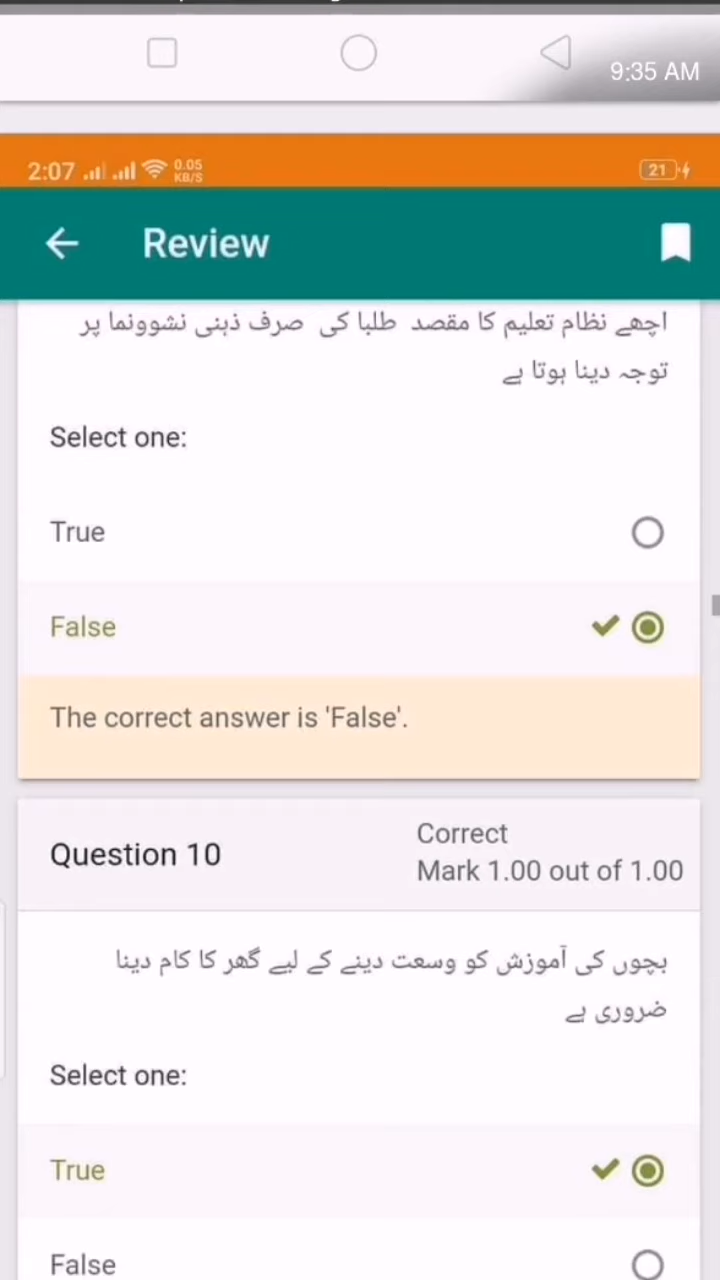 9:35 AM
2:07
0.05
KB/S
21
Review
اچھے نظام تعلیم کا مقصد طلبا کی صرف ذہنی نشوونما پر
توجہ دینا ہوتا ہے
Select one:
True
False
The correct answer is 'False'.
Question 10
Correct
Mark 1.00 out of 1.00
بچوں کی آموزش کو وسعت دینے کے لیے گھر کا کام دینا
ضروری ہے
Select one:
True
False